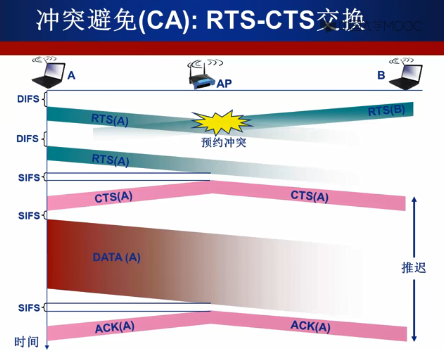 冲突避免(CA): RTS-CTS交换
MOOC
A
AP
B
DIFS
RTS(A)
RTS(B)
预约冲突
DIFS
RTS(A)
SIFS
CTS(A)
CTS(A)
SIFS
DATA (A)
推迟
SIFS
ACK(A)
ACK(A)
时间